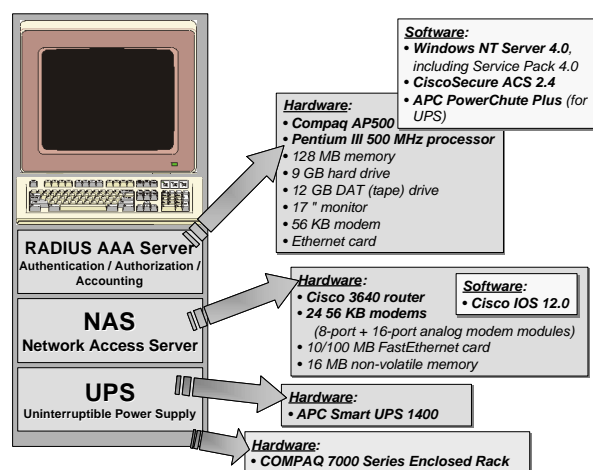 Software:
• Windows NT Server 4.0,
including Service Pack 4.0
• CiscoSecure ACS 2.4
• APC PowerChute Plus (for
UPS)
Hardware:
• Compaq AP500
• Pentium III 500 MHz processor
• 128 MB memory
• 9 GB hard drive
• 12 GB DAT (tape) drive
• 17 " monitor
• 56 KB modem
• Ethernet card
RADIUS AAA Server
Authentication / Authorization /
Accounting
Hardware:
• Cisco 3640 router
• 24 56 KB modems
(8-port + 16-port analog modem modules)
• 10/100 MB FastEthernet card
• 16 MB non-volatile memory
Software:
• Cisco IOS 12.0
NAS
Network Access Server
UPS
Uninterruptible Power Supply
Hardware:
• APC Smart UPS 1400
Hardware:
• COMPAQ 7000 Series Enclosed Rack